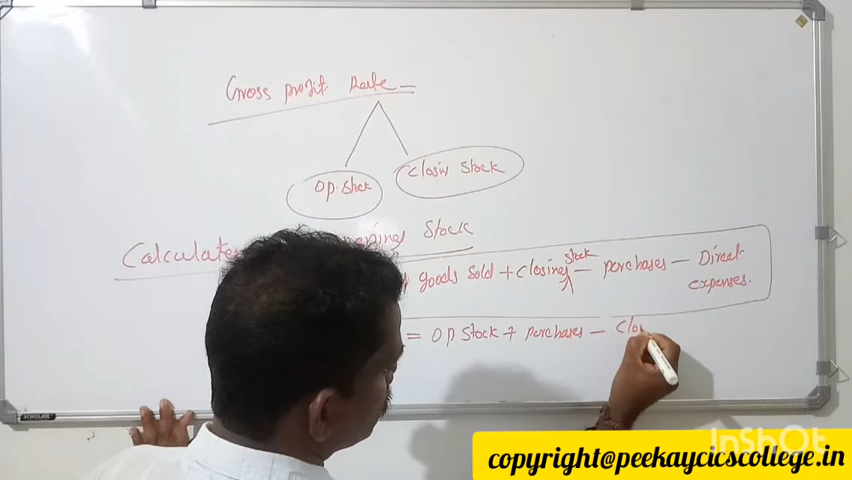 Gross profit Rate
Op. Stock
Closin Stock
Calculate Opening Stock
goods sold + closing stock - purchases - Direct expenses.
= Op Stock + purchases - Clo
SCHOLAR
InShOt
copyright@peekaycicscollege.in